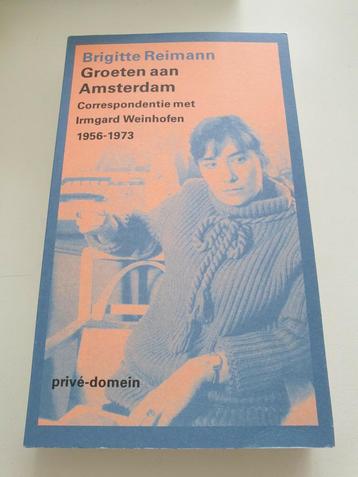 Brigitte Reimann
Groeten aan
Amsterdam
Correspondentie met
Irmgard Weinhofen
1956-1973
privé-domein